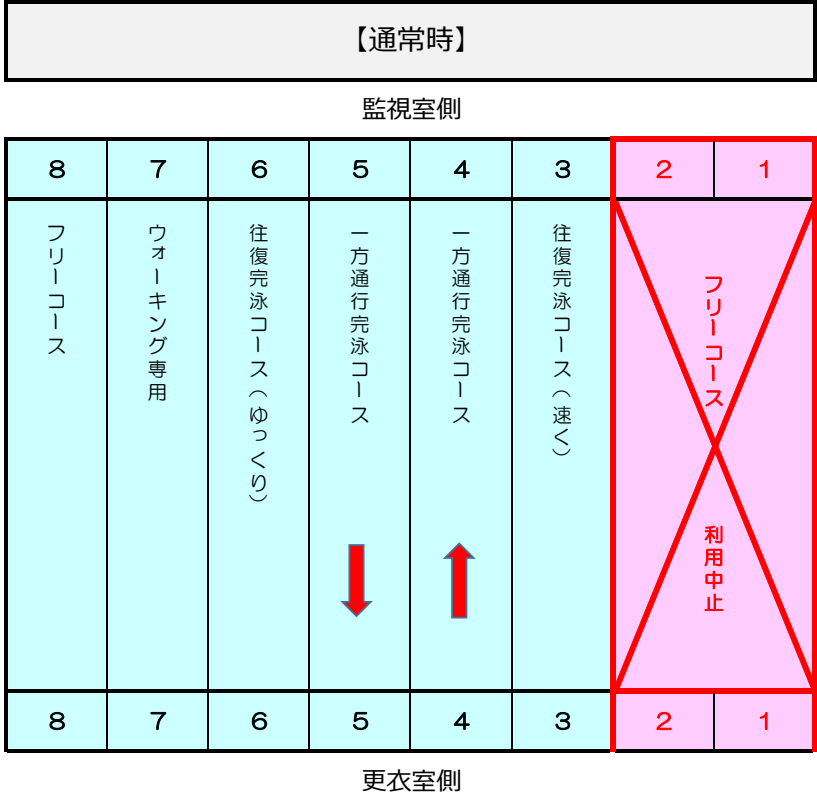 【通常時】
監視室側
8 7 6 5 4 3 2 1
フリーコース
ウォーキング専用
往復完泳コース(ゆっくり)
一方通行完泳コース
一方通行完泳コース
往復完泳コース(速く)
フリーコース 利用中止
8 7 6 5 4 3 2 1
更衣室側